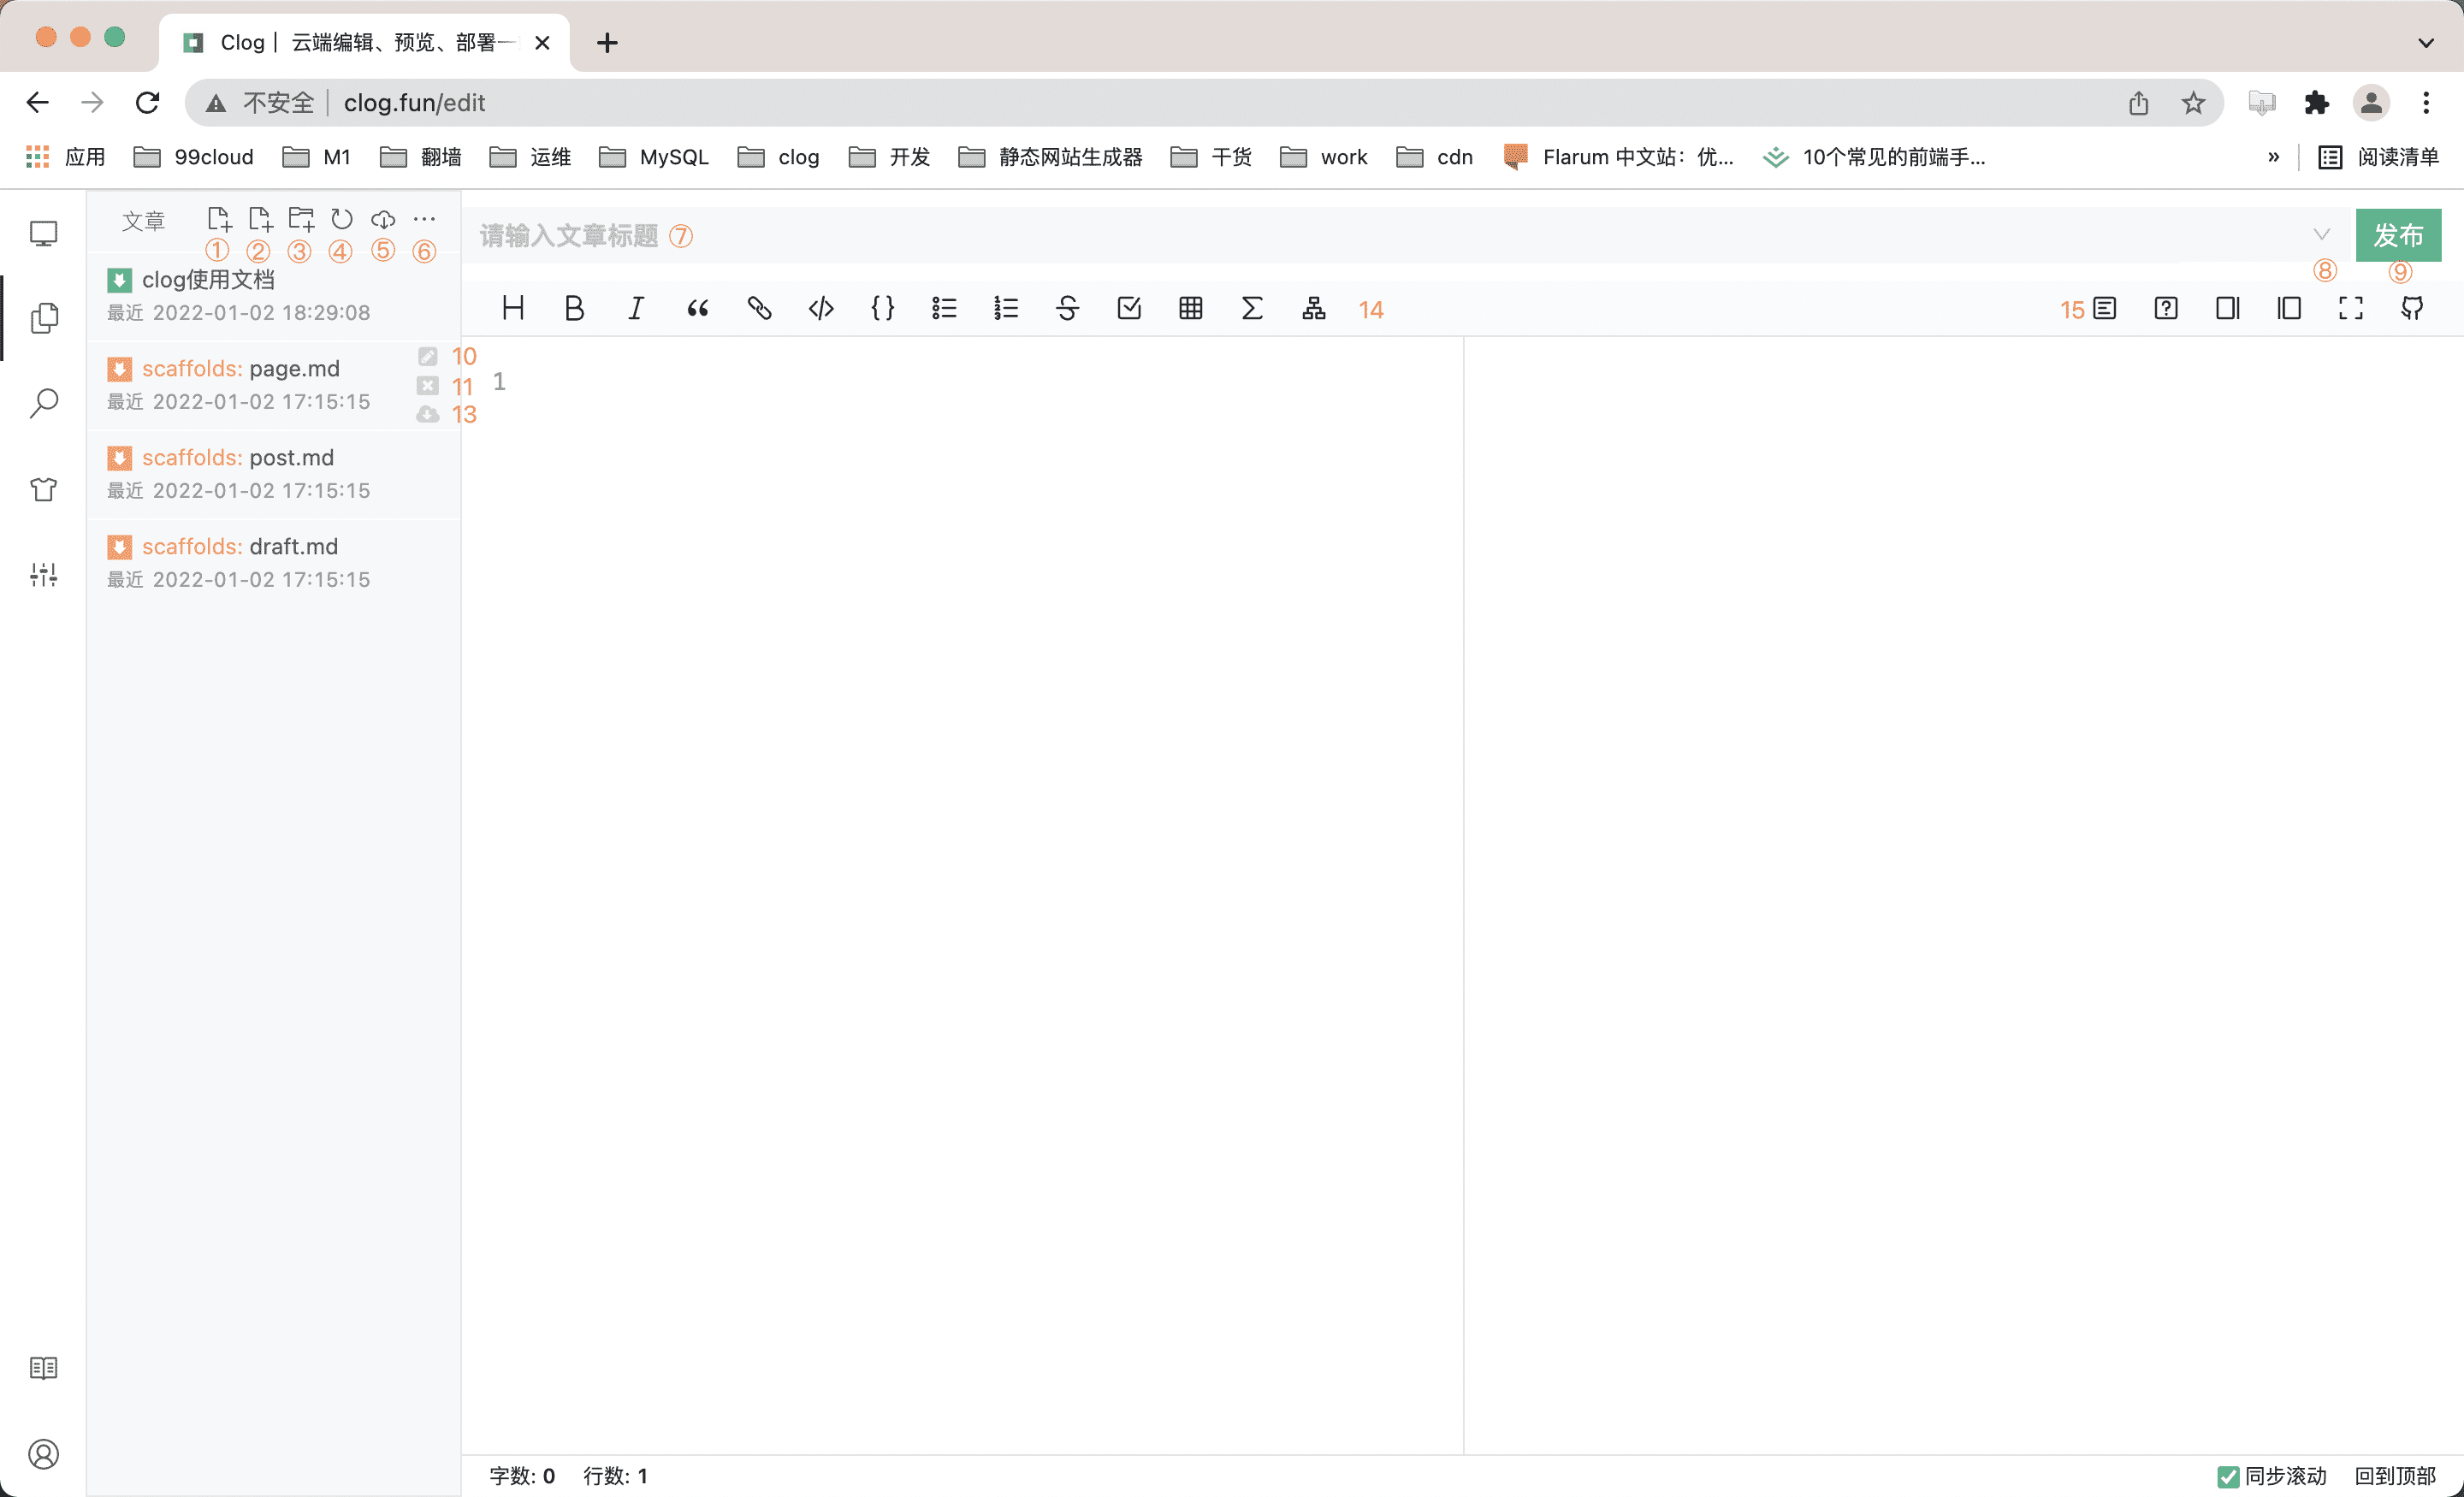 Clog | 云端编辑、预览、部署一
不安全 | clog.fun/edit
应用 99cloud M1 翻墙 运维 MySQL clog 开发 静态网站生成器 干货 work cdn Flarum 中文站：优... 10个常见的前端手... » 阅读清单
文章
① ② ③ ④ ⑤ ⑥
请输入文章标题 ⑦
发布
⑧ ⑨
clog使用文档
最近 2022-01-02 18:29:08
H B I 14 15
scaffolds: page.md 10
11
最近 2022-01-02 17:15:15
13
1
scaffolds: post.md
最近 2022-01-02 17:15:15
scaffolds: draft.md
最近 2022-01-02 17:15:15
字数: 0 行数: 1 同步滚动 回到顶部